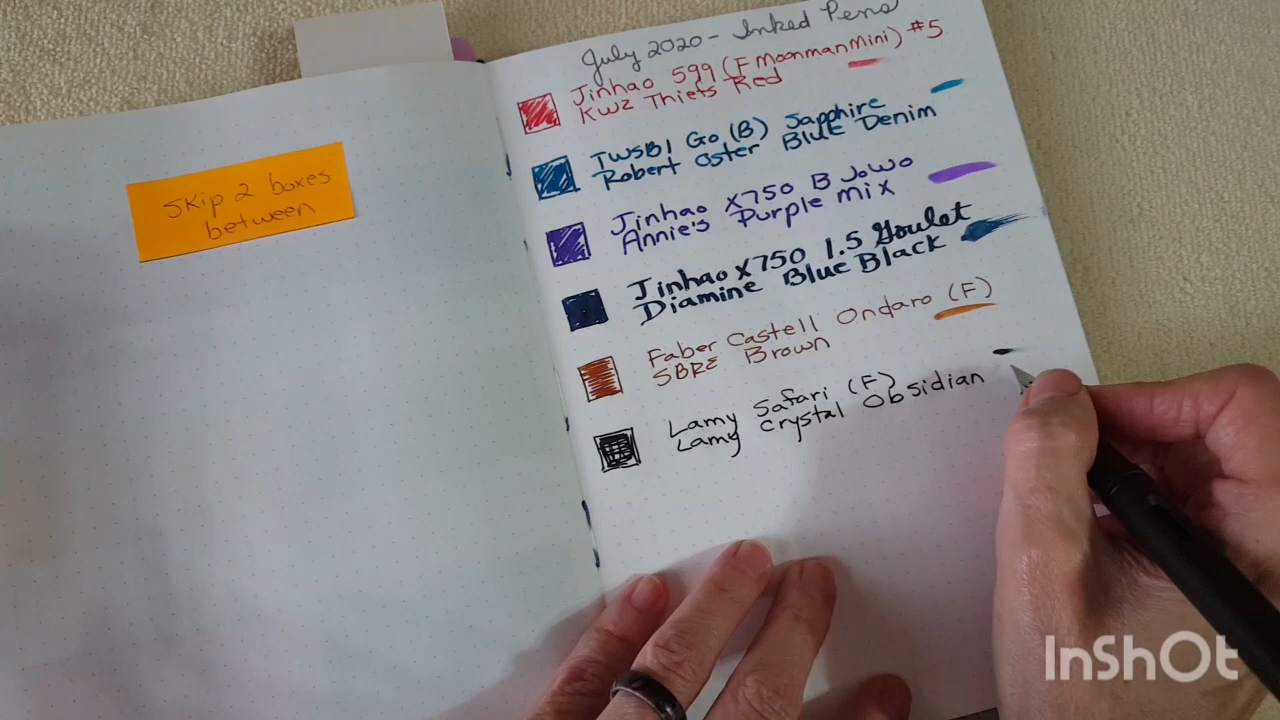 Skip 2 boxes
between
July 2020 - Inked Pens
Jinhao 599 (F Moonman Mini) #5
KWZ Thiefs Red
TWSBI Go (B) Sapphire
Robert Oster Blue Denim
Jinhao X750 B Jowo
Annie's Purple Mix
Jinhao X750 1.5 Goulet
Diamine Blue Black
Faber Castell Ondaro (F)
SBRE Brown
Lamy Safari (F)
Lamy Crystal Obsidian
InShOt